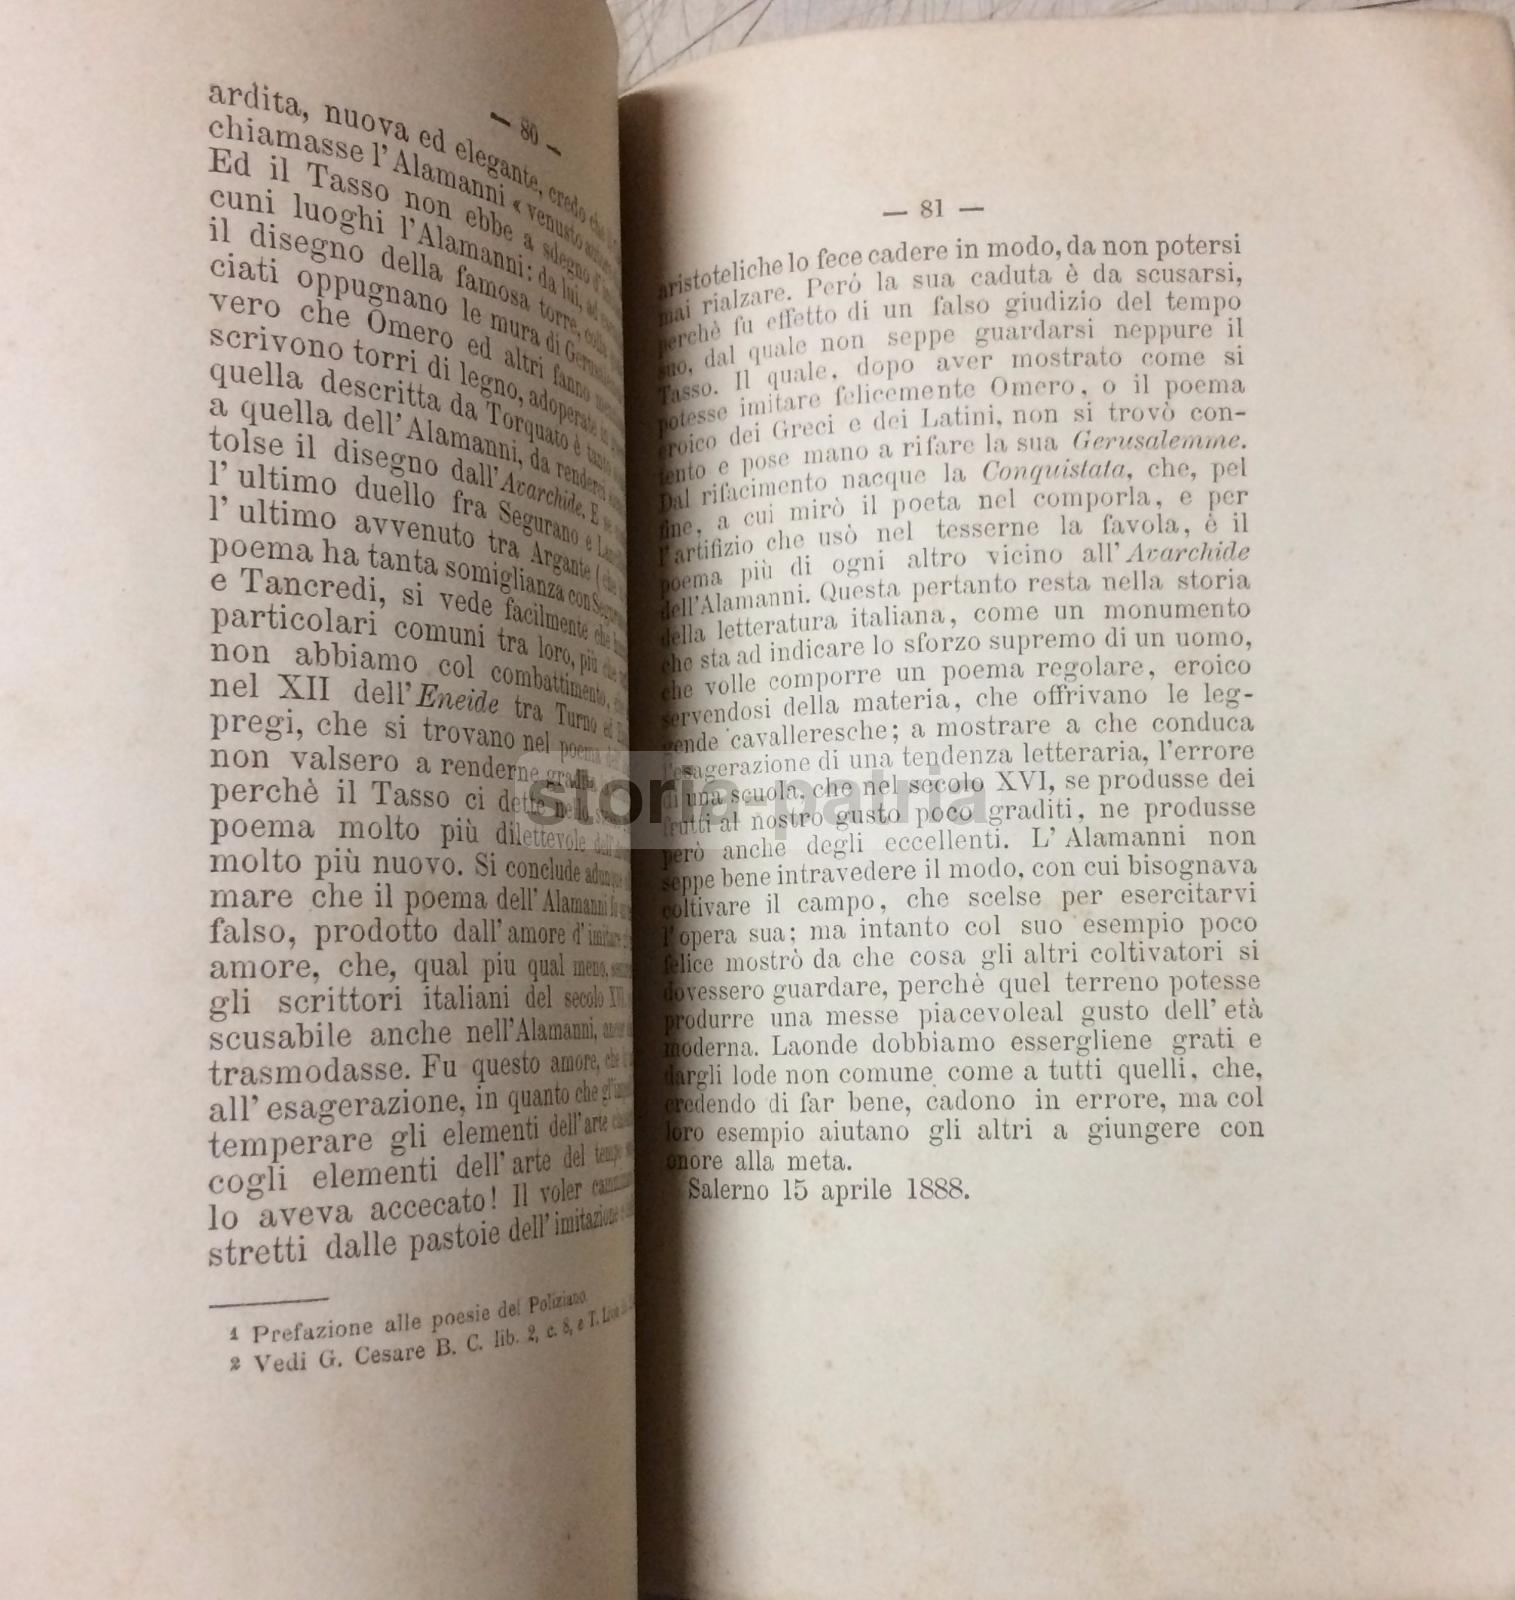 — 80 —
ardita, nuova ed elegante, credo che
chiamasse l' Alamanni « venusto
Ed il Tasso non ebbe a sdegno
cuni luoghi l'Alamanni: da lui, ad
il disegno della famosa torre, colla
ciati oppugnano le mura di
vero che Omero ed altri fanno
scrivono torri di legno, adoperate in
quella descritta da Torquato è tanto
a quella dell'Alamanni, da renderci
tolse il disegno dall'Avarchide. E se
l' ultimo duello fra Segurano e
l' ultimo avvenuto tra Argante (che
poema ha tanta somiglianza con
e Tancredi, si vede facilmente che
particolari comuni tra loro, più che
non abbiamo col combattimento,
nel XII dell'Eneide tra Turno ed
pregi, che si trovano nel poema
non valsero a renderne
perchè il Tasso ci dette
poema molto più dilettevole
molto più nuovo. Si conclude
mare che il poema dell' Alamanni fu
falso, prodotto dall'amore d'imitare
amore, che, qual piu qual meno,
gli scrittori italiani del secolo XVI
scusabile anche nell'Alamanni,
trasmodasse. Fu questo amore, che
all' esagerazione, in quanto che
temperare gli elementi dell'arte
cogli elementi dell'arte del tempo
lo aveva accecato! Il voler
stretti dalle pastoie dell'imitazione
1 Prefazione alle poesie del Poliziano.
2 Vedi G. Cesare B. C. lib. 2, c. 8, e T.
— 81 —
aristoteliche lo fece cadere in modo, da non potersi
mai rialzare. Però la sua caduta è da scusarsi,
perchè fu effetto di un falso giudizio del tempo
suo, dal quale non seppe guardarsi neppure il
Tasso. Il quale, dopo aver mostrato come si
potesse imitare felicemente Omero, o il poema
eroico dei Greci e dei Latini, non si trovò con-
tento e pose mano a rifare la sua Gerusalemme.
Dal rifacimento nacque la Conquistata, che, pel
fine, a cui mirò il poeta nel comporla, e per
l'artifizio che usò nel tesserne la favola, è il
poema più di ogni altro vicino all' Avarchide
dell'Alamanni. Questa pertanto resta nella storia
della letteratura italiana, come un monumento
che sta ad indicare lo sforzo supremo di un uomo,
che volle comporre un poema regolare, eroico
servendosi della materia, che offrivano le leg-
gende cavalleresche; a mostrare a che conduca
l'esagerazione di una tendenza letteraria, l'errore
di una scuola, che nel secolo XVI, se produsse dei
frutti al nostro gusto poco graditi, ne produsse
però anche degli eccellenti. L' Alamanni non
seppe bene intravedere il modo, con cui bisognava
coltivare il campo, che scelse per esercitarvi
l'opera sua; ma intanto col suo esempio poco
felice mostrò da che cosa gli altri coltivatori si
dovessero guardare, perchè quel terreno potesse
produrre una messe piacevoleal gusto dell' età
moderna. Laonde dobbiamo essergliene grati e
dargli lode non comune come a tutti quelli, che,
credendo di far bene, cadono in errore, ma col
loro esempio aiutano gli altri a giungere con
onore alla meta.
Salerno 15 aprile 1888.
storia-patria